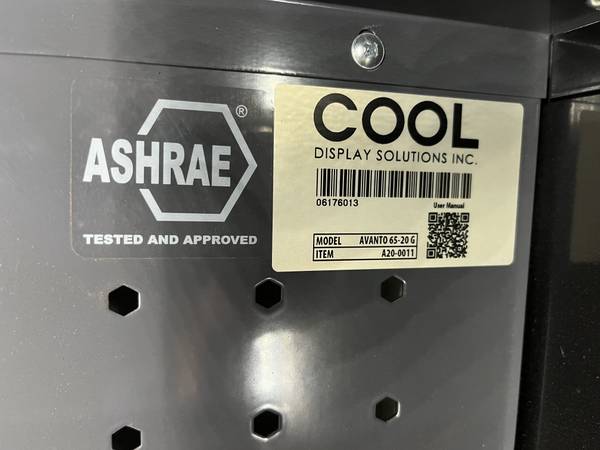 ASHRAE®
TESTED AND APPROVED
COOL
DISPLAY SOLUTIONS INC.
06176013
User Manual
MODEL AVANTO 65-20 G
ITEM A20-0011